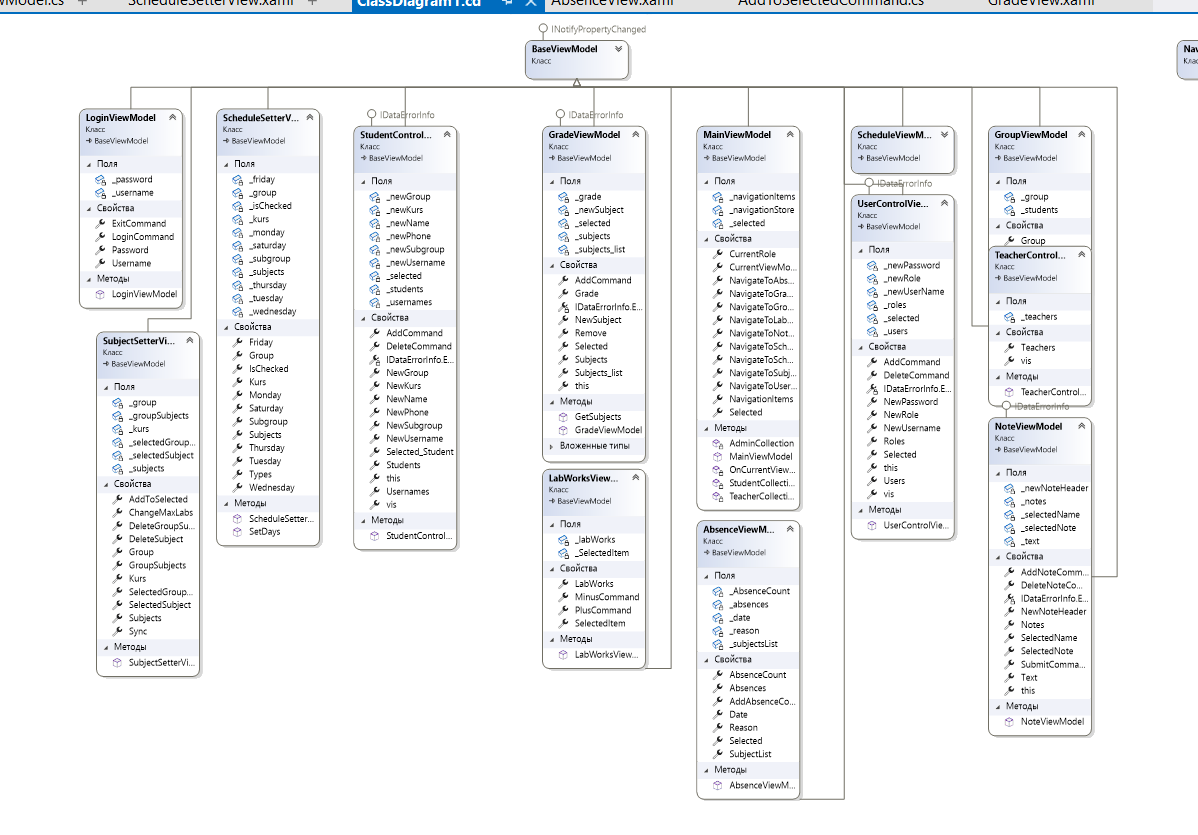 wModel.cs
ScheduleSetterView.xaml
ClassDiagram1.cd
AbsenceView.xaml
AddToSelectedCommand.cs
GradeView.xaml
INotifyPropertyChanged
BaseViewModel
Класс
Nav
Клас
LoginViewModel
Класс
BaseViewModel
Поля
_password
_username
Свойства
ExitCommand
LoginCommand
Password
Username
Методы
LoginViewModel
SubjectSetterVi...
Класс
BaseViewModel
Поля
_group
_groupSubjects
_kurs
_selectedGroup...
_selectedSubject
_subjects
Свойства
AddToSelected
ChangeMaxLabs
DeleteGroupSu...
DeleteSubject
Group
GroupSubjects
Kurs
SelectedGroup...
SelectedSubject
Subjects
Sync
Методы
SubjectSetterVi...
ScheduleSetterV...
Класс
BaseViewModel
Поля
_friday
_group
_isChecked
_kurs
_monday
_saturday
_subgroup
_subjects
_thursday
_tuesday
_wednesday
Свойства
Friday
Group
IsChecked
Kurs
Monday
Saturday
Subgroup
Subjects
Thursday
Tuesday
Types
Wednesday
Методы
ScheduleSetter...
SetDays
IDataErrorInfo
StudentControl...
Класс
BaseViewModel
Поля
_newGroup
_newKurs
_newName
_newPhone
_newSubgroup
_newUsername
_selected
_students
_usernames
Свойства
AddCommand
DeleteCommand
IDataErrorInfo.E...
NewGroup
NewKurs
NewName
NewPhone
NewSubgroup
NewUsername
Selected_Student
Students
this
Usernames
vis
Методы
StudentControl...
IDataErrorInfo
GradeViewModel
Класс
BaseViewModel
Поля
_grade
_newSubject
_selected
_subjects
_subjects_list
Свойства
AddCommand
Grade
IDataErrorInfo.E...
NewSubject
Remove
Selected
Subjects
Subjects_list
this
Методы
GetSubjects
GradeViewModel
Вложенные типы
LabWorksView...
Класс
BaseViewModel
Поля
_labWorks
_SelectedItem
Свойства
LabWorks
MinusCommand
PlusCommand
SelectedItem
Методы
LabWorksView...
MainViewModel
Класс
BaseViewModel
Поля
_navigationItems
_navigationStore
_selected
Свойства
CurrentRole
CurrentViewMo...
NavigateToAbs...
NavigateToGra...
NavigateToGro...
NavigateToLab...
NavigateToNot...
NavigateToSch...
NavigateToSch...
NavigateToSubj...
NavigateToUser...
NavigationItems
Selected
Методы
AdminCollection
MainViewModel
OnCurrentView...
StudentCollecti...
TeacherCollecti...
AbsenceViewM...
Класс
BaseViewModel
Поля
_AbsenceCount
_absences
_date
_reason
_subjectsList
Свойства
AbsenceCount
Absences
AddAbsenceCo...
Date
Reason
Selected
SubjectList
Методы
AbsenceViewM...
ScheduleViewM...
Класс
BaseViewModel
IDataErrorInfo
UserControlVie...
Класс
BaseViewModel
Поля
_newPassword
_newRole
_newUserName
_roles
_selected
_users
Свойства
AddCommand
DeleteCommand
IDataErrorInfo.E...
NewPassword
NewRole
NewUsername
Roles
Selected
this
Users
vis
Методы
UserControlVie...
GroupViewModel
Класс
BaseViewModel
Поля
_group
_students
Свойства
Group
TeacherControl...
Класс
BaseViewModel
Поля
_teachers
Свойства
Teachers
vis
Методы
TeacherControl...
IDataErrorInfo
NoteViewModel
Класс
BaseViewModel
Поля
_newNoteHeader
_notes
_selectedName
_selectedNote
_text
Свойства
AddNoteComm...
DeleteNoteCo...
IDataErrorInfo.E...
NewNoteHeader
Notes
SelectedName
SelectedNote
SubmitComma...
Text
this
Методы
NoteViewModel